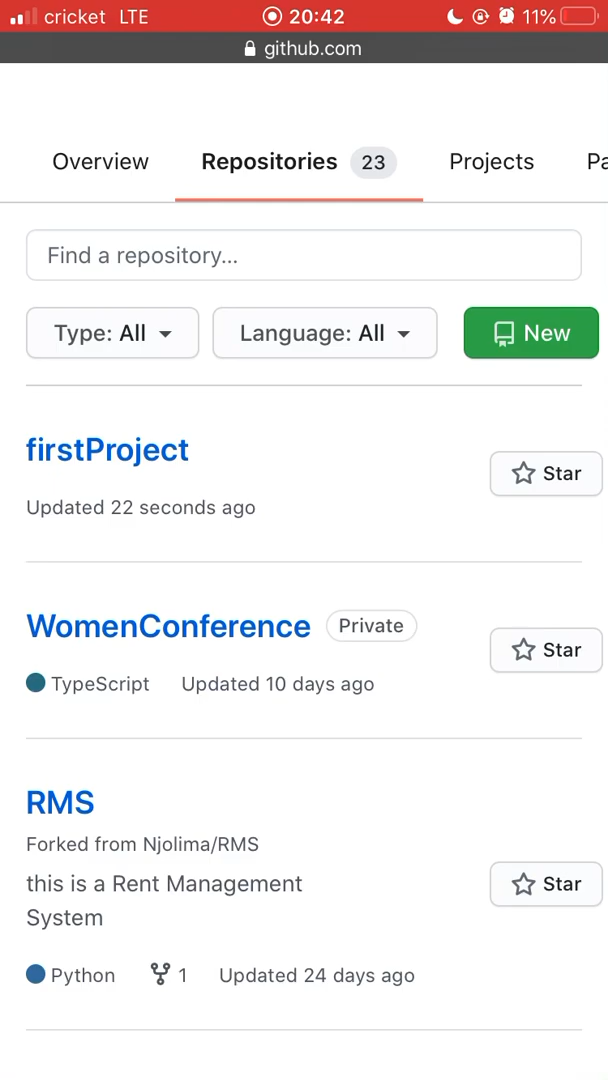 cricket LTE 20:42 11%
github.com
Overview Repositories 23 Projects Pa
Find a repository...
Type: All Language: All New
firstProject
Star
Updated 22 seconds ago
WomenConference Private
Star
TypeScript Updated 10 days ago
RMS
Forked from Njolima/RMS
this is a Rent Management
System
Star
Python 1 Updated 24 days ago